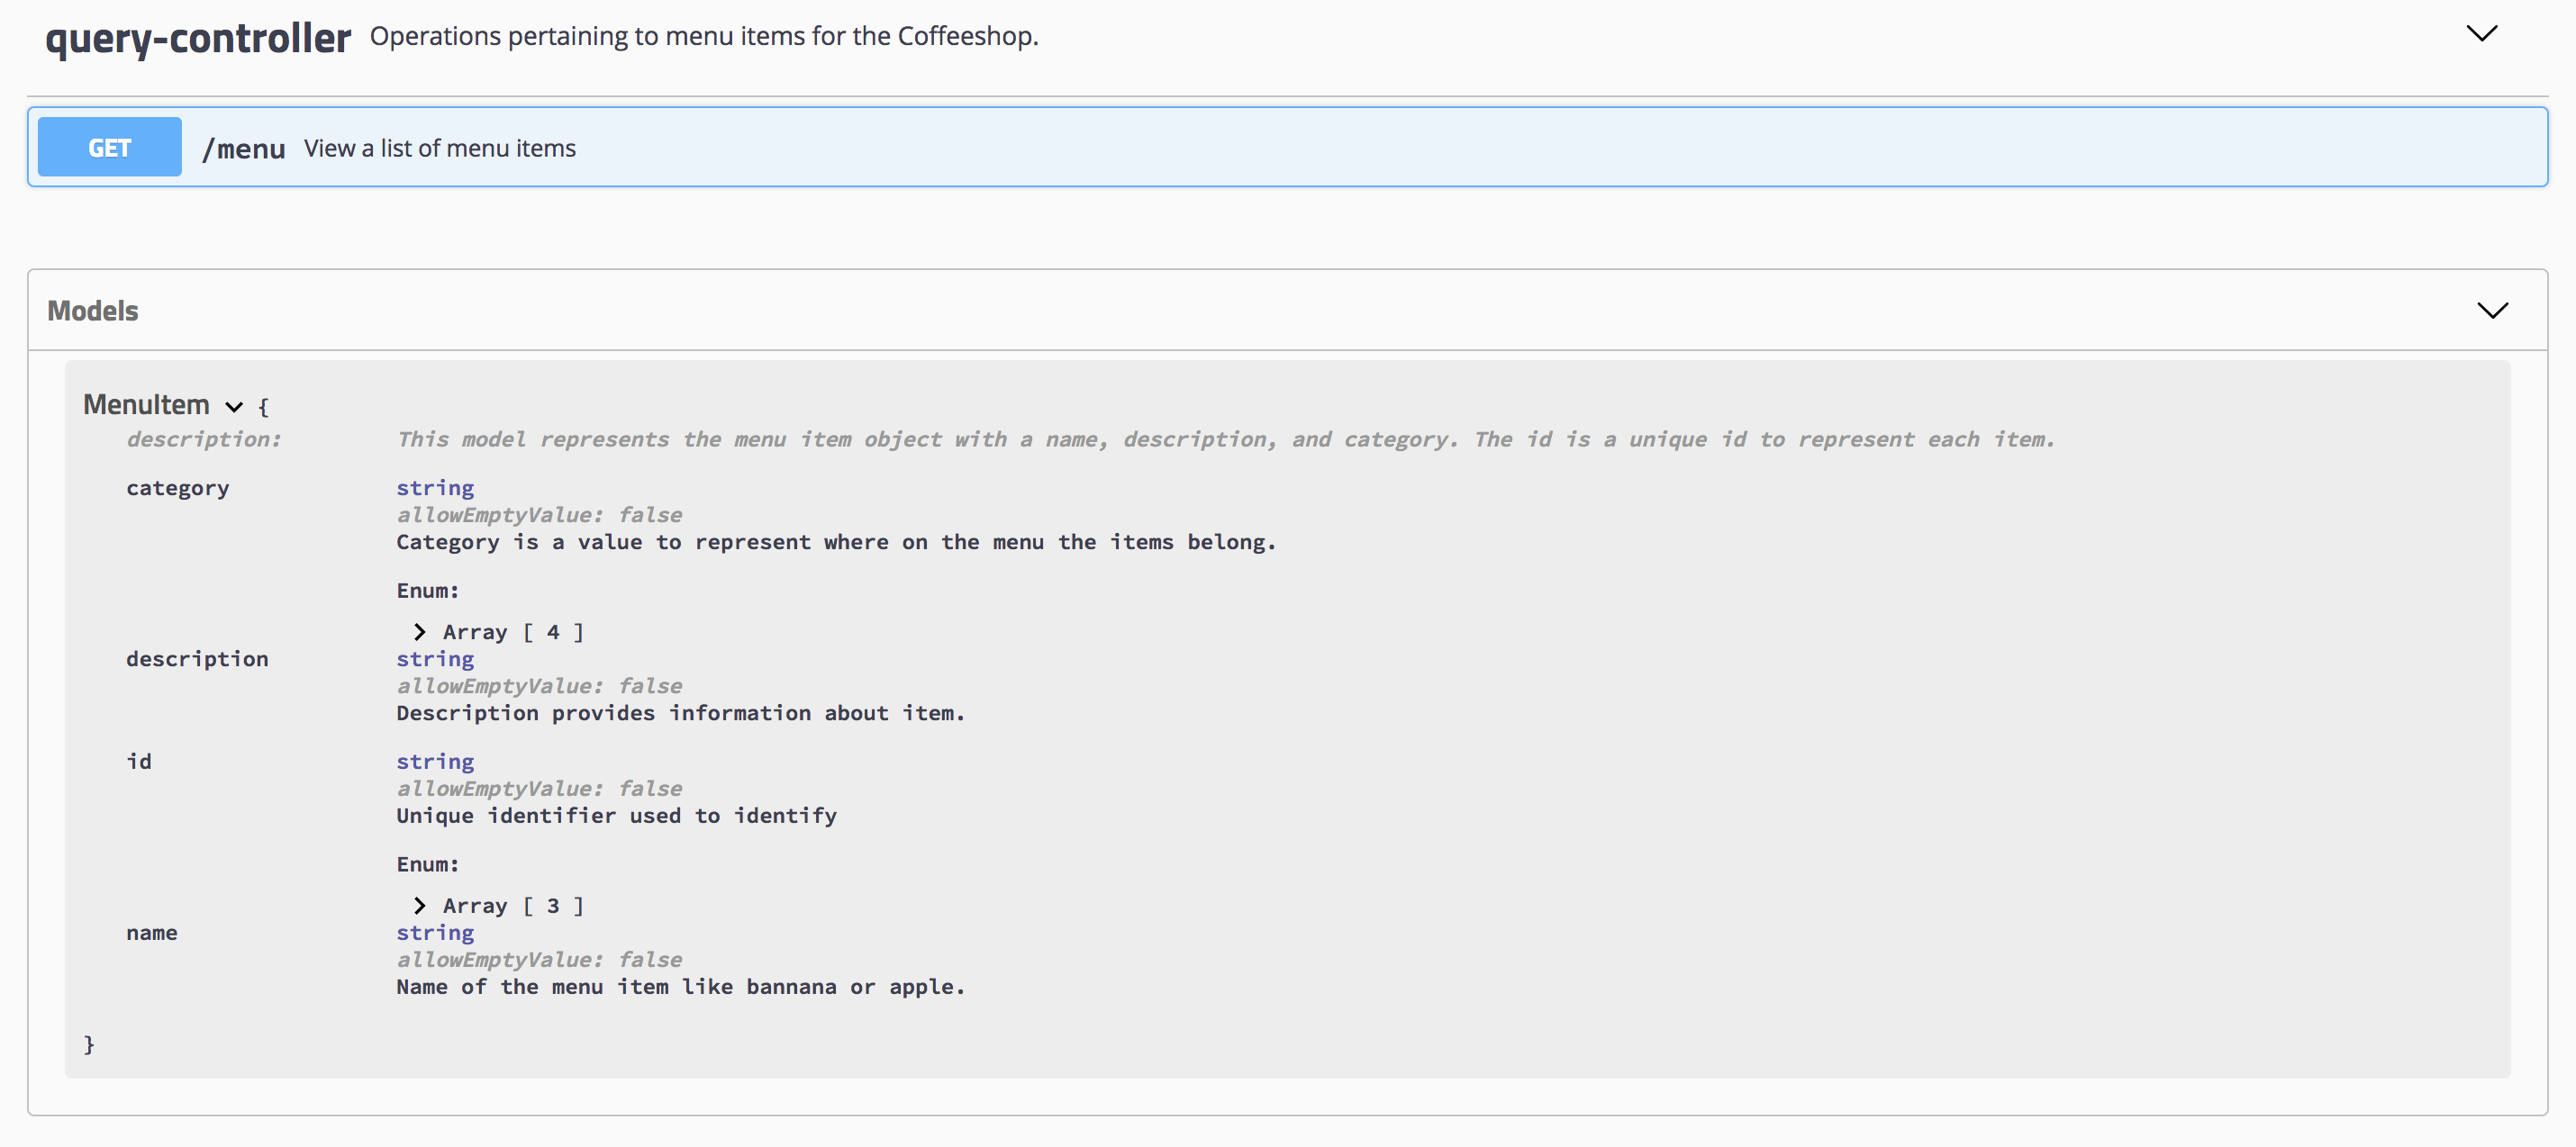 query-controller Operations pertaining to menu items for the Coffeeshop.
GET /menu View a list of menu items
Models
MenuItem {
description: This model represents the menu item object with a name, description, and category. The id is a unique id to represent each item.
category string
allowEmptyValue: false
Category is a value to represent where on the menu the items belong.
Enum:
Array [ 4 ]
description string
allowEmptyValue: false
Description provides information about item.
id string
allowEmptyValue: false
Unique identifier used to identify
Enum:
Array [ 3 ]
name string
allowEmptyValue: false
Name of the menu item like bannana or apple.
}